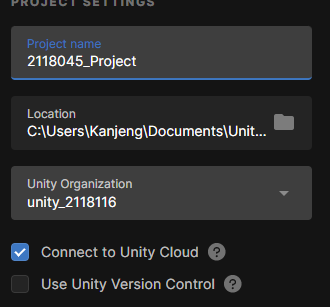 PROJECT SETTINGS
Project name
2118045_Project
Location
C:\Users\Kanjeng\Documents\Unit...
Unity Organization
unity_2118116
Connect to Unity Cloud ?
Use Unity Version Control ?